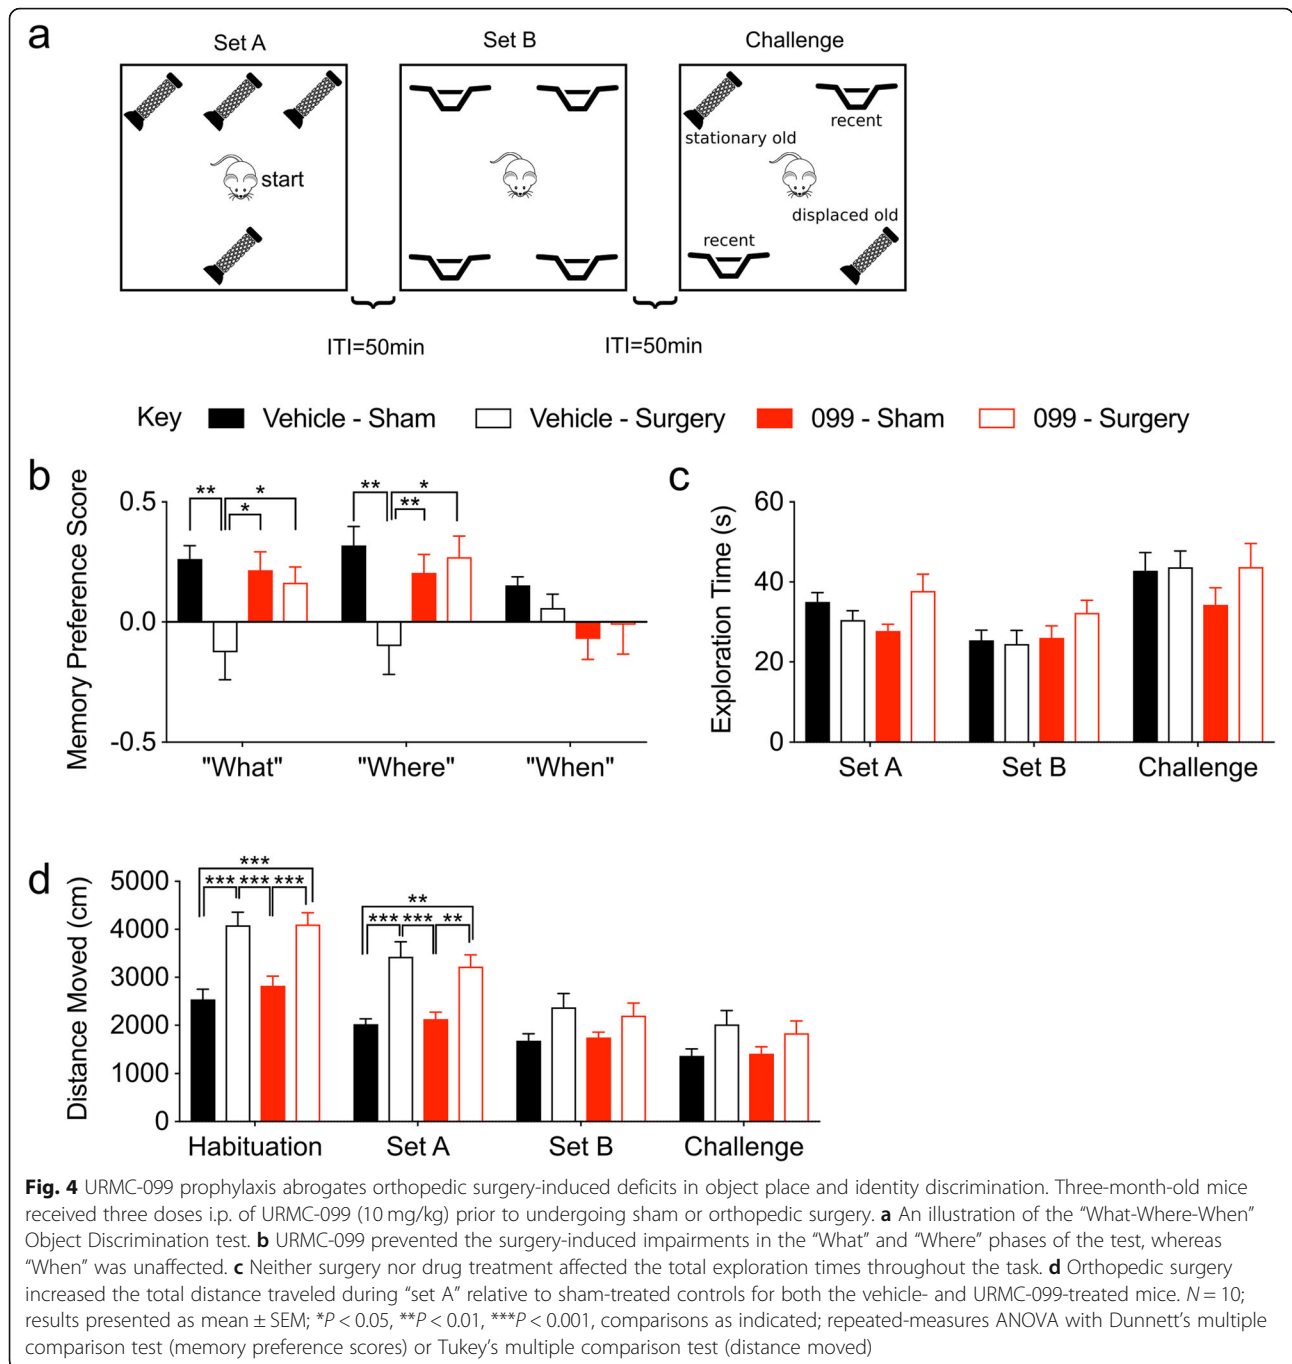 a
Set A
Set B
Challenge
start
stationary old
recent
displaced old
recent
ITI=50min
ITI=50min
Key
Vehicle - Sham
Vehicle - Surgery
099 - Sham
099 - Surgery
b
Memory Preference Score
0.5
0.0
-0.5
**
*
*
**
*
**
"What"
"Where"
"When"
c
Exploration Time (s)
60
40
20
0
Set A
Set B
Challenge
d
Distance Moved (cm)
5000
4000
3000
2000
1000
0
***
*** *** ***
**
*** *** **
Habituation
Set A
Set B
Challenge
Fig. 4 URMC-099 prophylaxis abrogates orthopedic surgery-induced deficits in object place and identity discrimination. Three-month-old mice
received three doses i.p. of URMC-099 (10 mg/kg) prior to undergoing sham or orthopedic surgery. a An illustration of the “What-Where-When”
Object Discrimination test. b URMC-099 prevented the surgery-induced impairments in the “What” and “Where” phases of the test, whereas
“When” was unaffected. c Neither surgery nor drug treatment affected the total exploration times throughout the task. d Orthopedic surgery
increased the total distance traveled during “set A” relative to sham-treated controls for both the vehicle- and URMC-099-treated mice. N = 10;
results presented as mean ± SEM; *P < 0.05, **P < 0.01, ***P < 0.001, comparisons as indicated; repeated-measures ANOVA with Dunnett’s multiple
comparison test (memory preference scores) or Tukey’s multiple comparison test (distance moved)